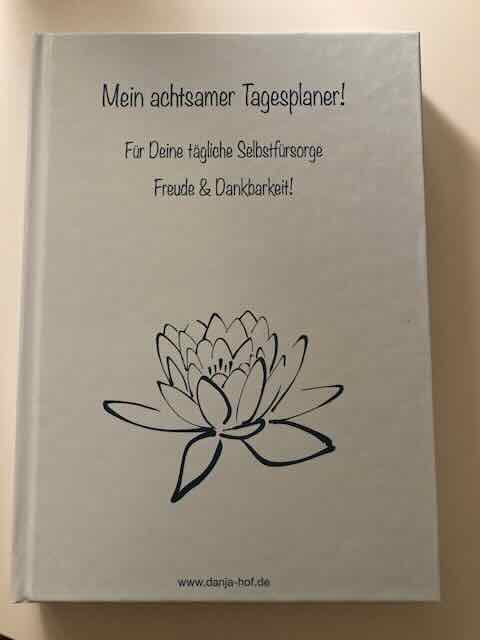 Mein achtsamer Tagesplaner!
Für Deine tägliche Selbstfürsorge
Freude & Dankbarkeit!
www.danja-hof.de